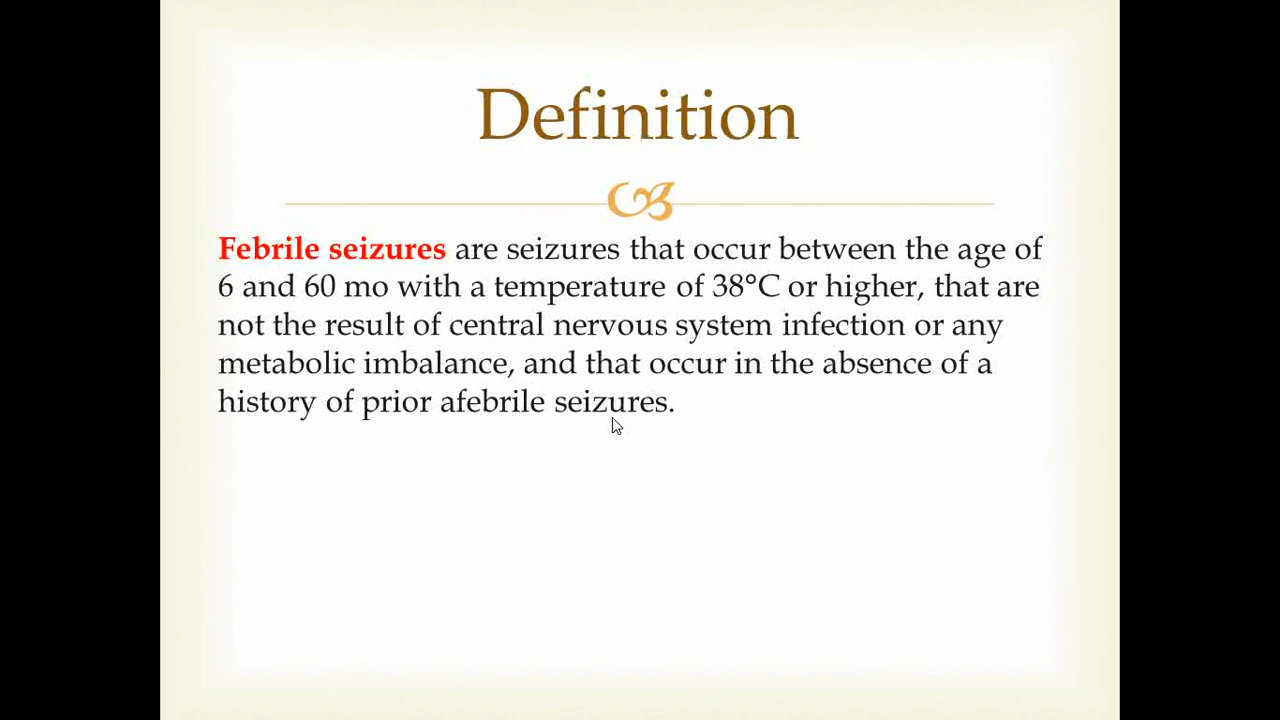 Definition
Febrile seizures are seizures that occur between the age of
6 and 60 mo with a temperature of 38°C or higher, that are
not the result of central nervous system infection or any
metabolic imbalance, and that occur in the absence of a
history of prior afebrile seizures.